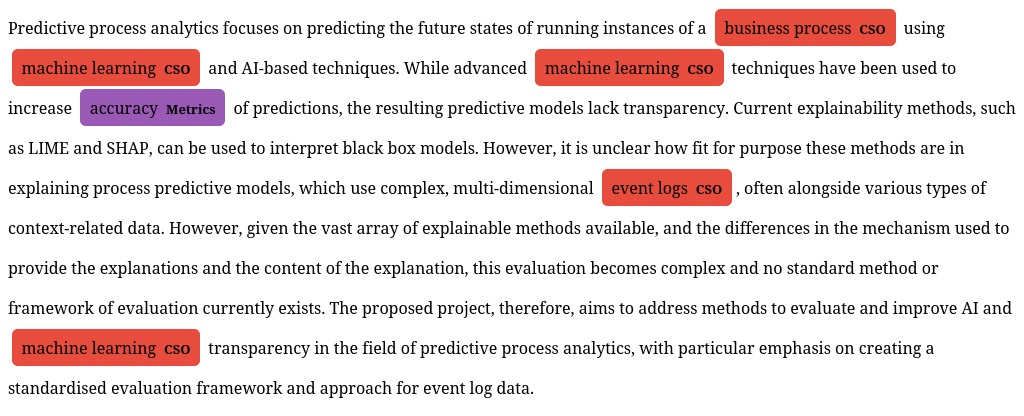 Predictive process analytics focuses on predicting the future states of running instances of a business process CSO using
machine learning CSO and AI-based techniques. While advanced machine learning CSO techniques have been used to
increase accuracy Metrics of predictions, the resulting predictive models lack transparency. Current explainability methods, such
as LIME and SHAP, can be used to interpret black box models. However, it is unclear how fit for purpose these methods are in
explaining process predictive models, which use complex, multi-dimensional event logs CSO , often alongside various types of
context-related data. However, given the vast array of explainable methods available, and the differences in the mechanism used to
provide the explanations and the content of the explanation, this evaluation becomes complex and no standard method or
framework of evaluation currently exists. The proposed project, therefore, aims to address methods to evaluate and improve AI and
machine learning CSO transparency in the field of predictive process analytics, with particular emphasis on creating a
standardised evaluation framework and approach for event log data.